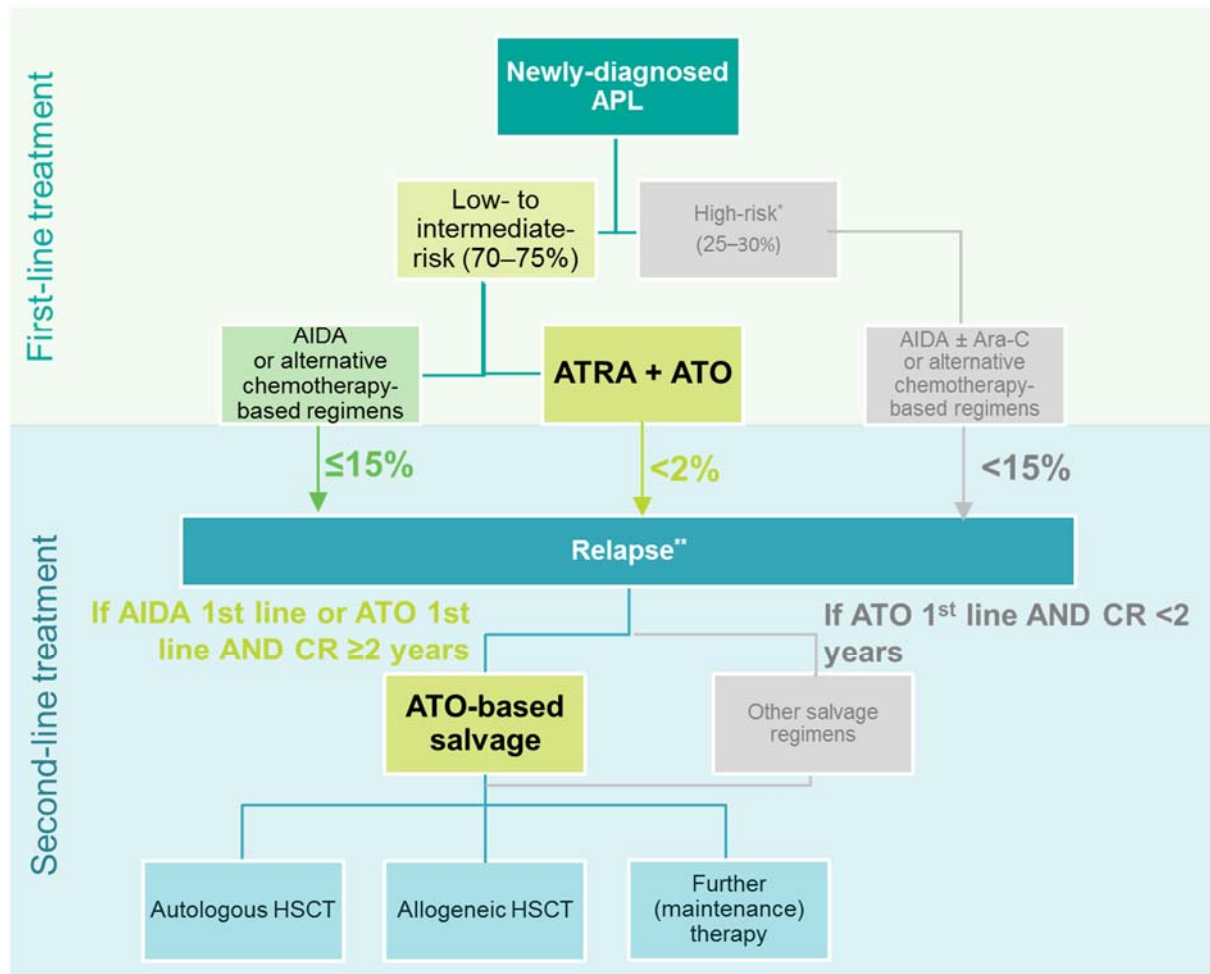 First-line treatment
Newly-diagnosed
APL
Low- to
intermediate-
risk (70–75%)
High-risk*
(25–30%)
AIDA
or alternative
chemotherapy-
based regimens
ATRA + ATO
AIDA ± Ara-C
or alternative
chemotherapy-
based regimens
≤15%
<2%
<15%
Second-line treatment
Relapse**
If AIDA 1st line or ATO 1st
line AND CR ≥2 years
If ATO 1st line AND CR <2
years
ATO-based
salvage
Other salvage
regimens
Autologous HSCT
Allogeneic HSCT
Further
(maintenance)
therapy